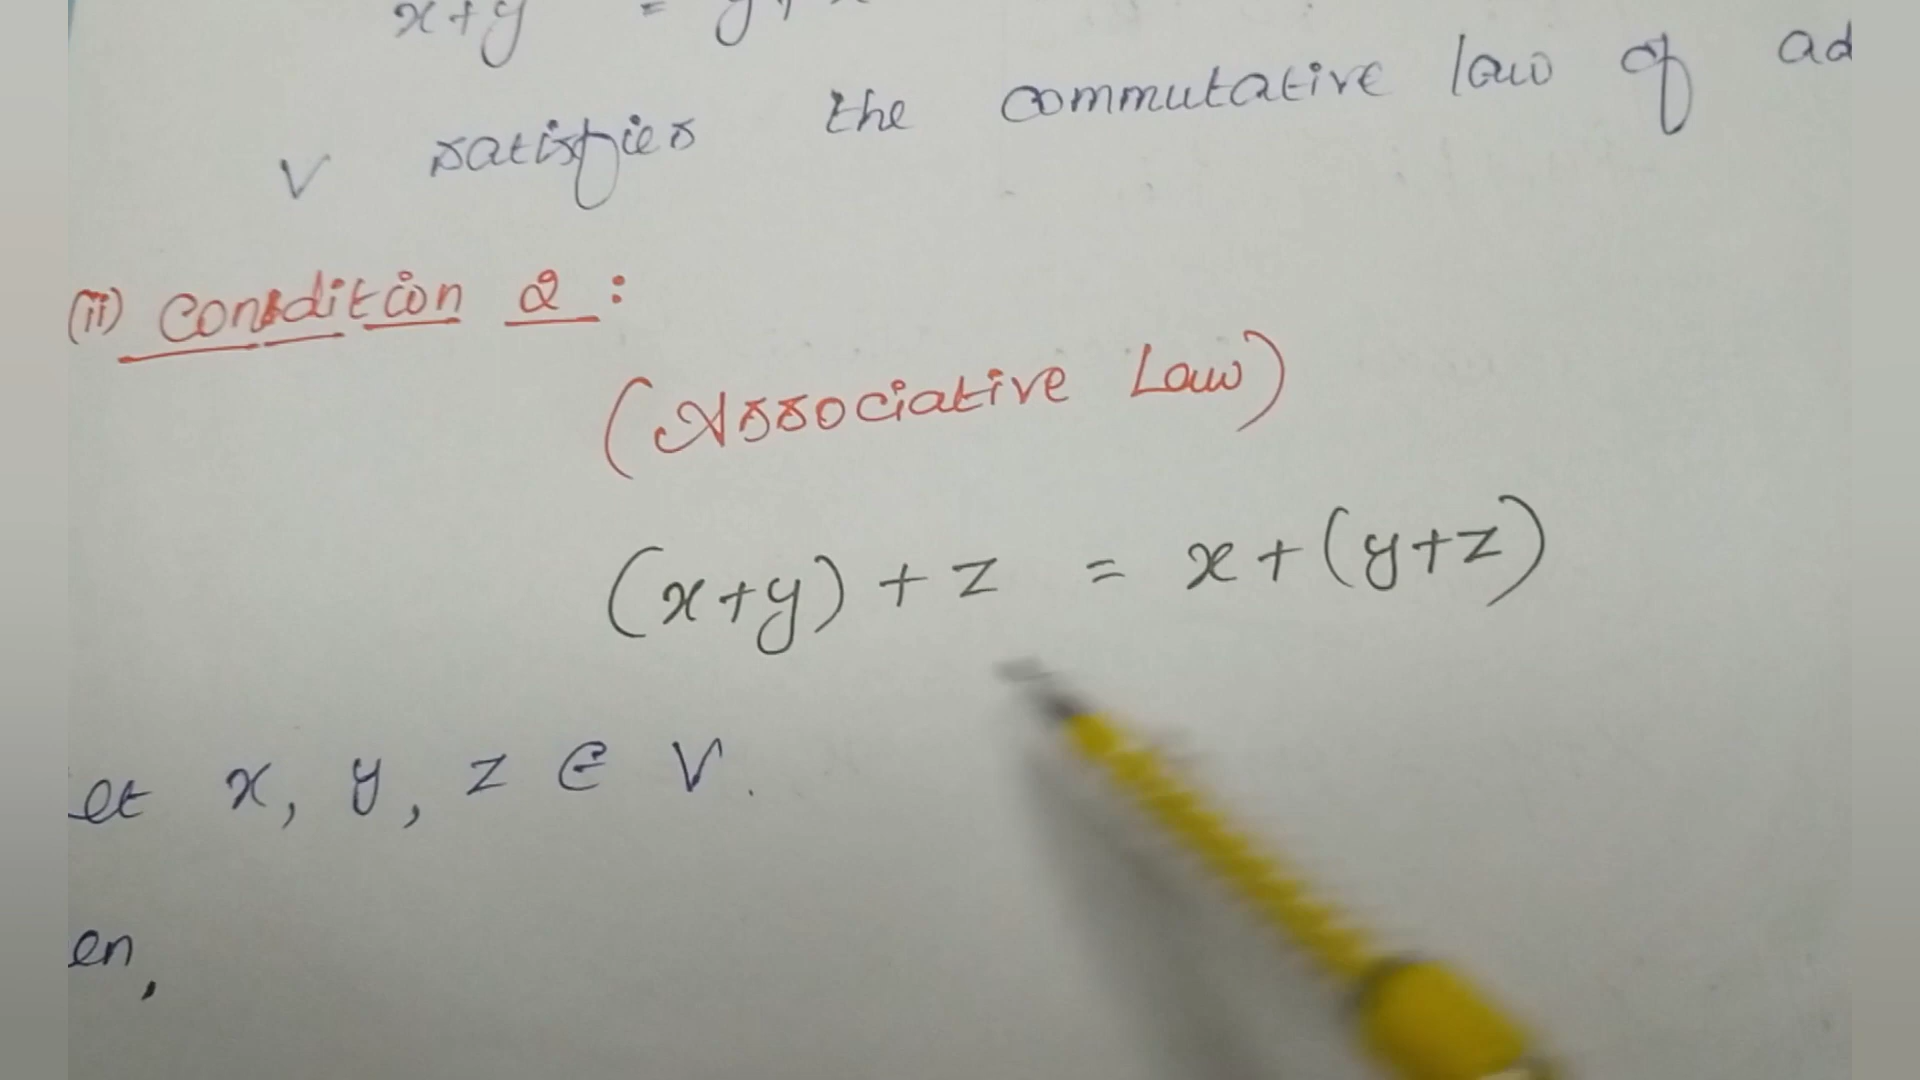 x+y = y+
V satisfies the commutative law of ad
(ii) Condition 2 :
(Associative Law)
(x+y) + z = x+(y+z)
et x, y, z ∈ V.
en,